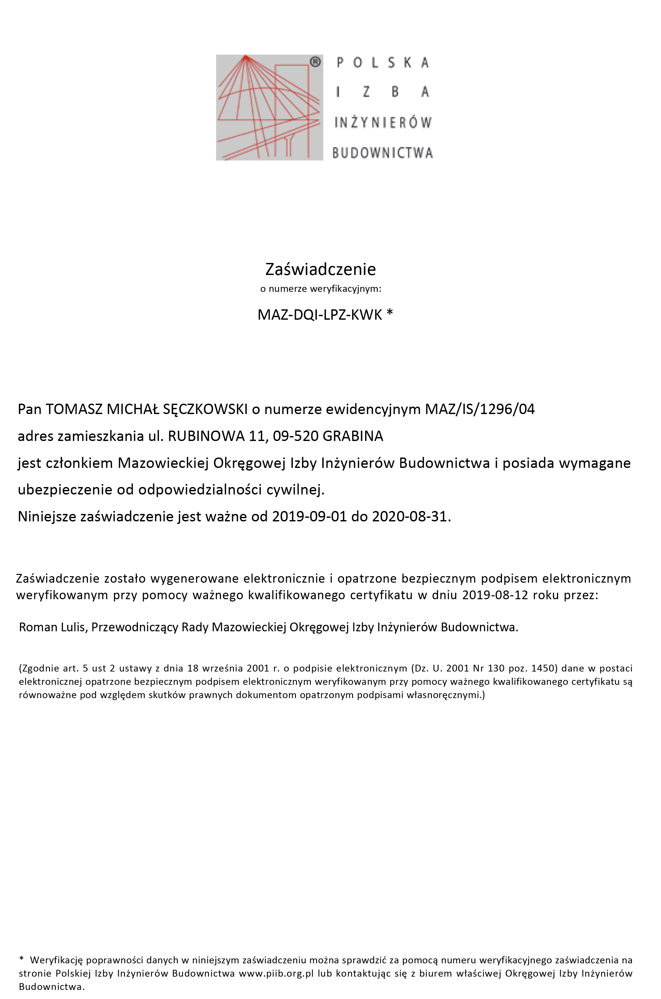 ®
POLSKA
IZBA
INŻYNIERÓW
BUDOWNICTWA
Zaświadczenie
o numerze weryfikacyjnym:
MAZ-DQI-LPZ-KWK *
Pan TOMASZ MICHAŁ SĘCZKOWSKI o numerze ewidencyjnym MAZ/IS/1296/04
adres zamieszkania ul. RUBINOWA 11, 09-520 GRABINA
jest członkiem Mazowieckiej Okręgowej Izby Inżynierów Budownictwa i posiada wymagane
ubezpieczenie od odpowiedzialności cywilnej.
Niniejsze zaświadczenie jest ważne od 2019-09-01 do 2020-08-31.
Zaświadczenie zostało wygenerowane elektronicznie i opatrzone bezpiecznym podpisem elektronicznym
weryfikowanym przy pomocy ważnego kwalifikowanego certyfikatu w dniu 2019-08-12 roku przez:
Roman Lulis, Przewodniczący Rady Mazowieckiej Okręgowej Izby Inżynierów Budownictwa.
(Zgodnie art. 5 ust 2 ustawy z dnia 18 września 2001 r. o podpisie elektronicznym (Dz. U. 2001 Nr 130 poz. 1450) dane w postaci
elektronicznej opatrzone bezpiecznym podpisem elektronicznym weryfikowanym przy pomocy ważnego kwalifikowanego certyfikatu są
równoważne pod względem skutków prawnych dokumentom opatrzonym podpisami własnoręcznymi.)
* Weryfikację poprawności danych w niniejszym zaświadczeniu można sprawdzić za pomocą numeru weryfikacyjnego zaświadczenia na
stronie Polskiej Izby Inżynierów Budownictwa www.piib.org.pl lub kontaktując się z biurem właściwej Okręgowej Izby Inżynierów
Budownictwa.